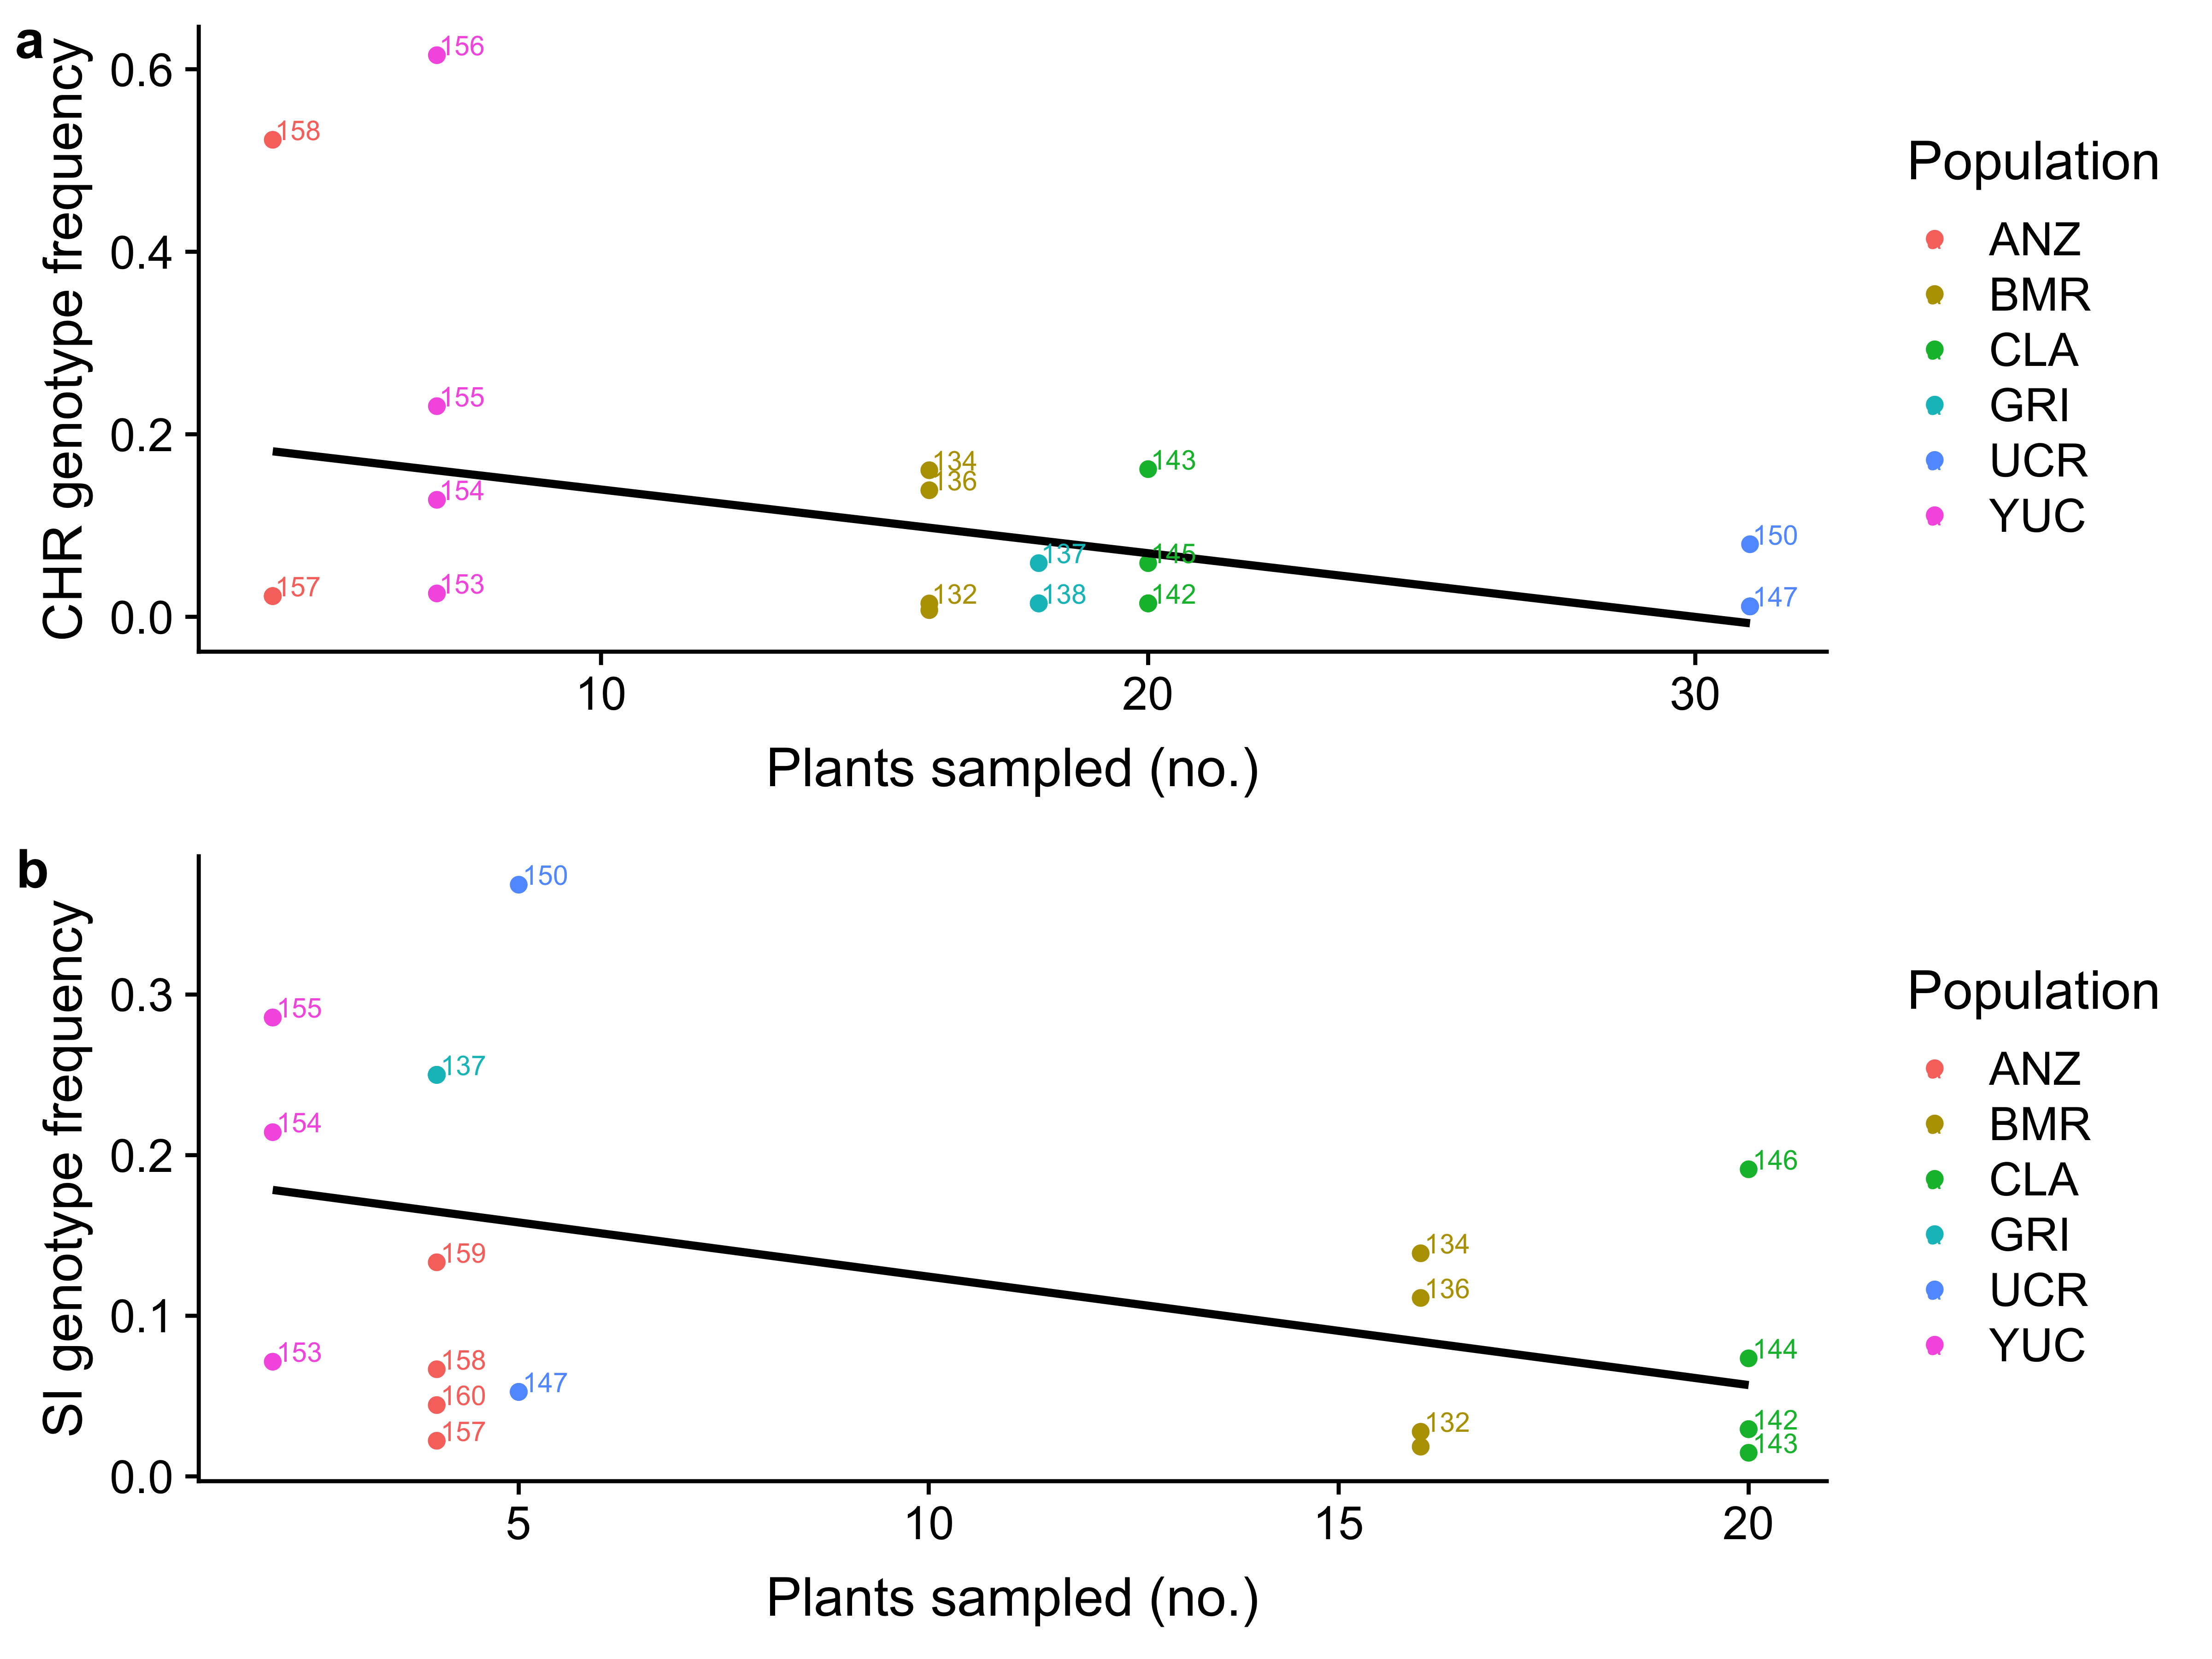 a
CHR genotype frequency
0.6
0.4
0.2
0.0
156
158
155
154
157
153
134
136
132
137
138
143
145
142
150
147
10
20
30
Plants sampled (no.)
Population
ANZ
BMR
CLA
GRI
UCR
YUC
b
SI genotype frequency
0.3
0.2
0.1
0.0
150
155
137
154
159
153
158
147
160
157
134
136
132
146
144
142
143
5
10
15
20
Plants sampled (no.)
Population
ANZ
BMR
CLA
GRI
UCR
YUC